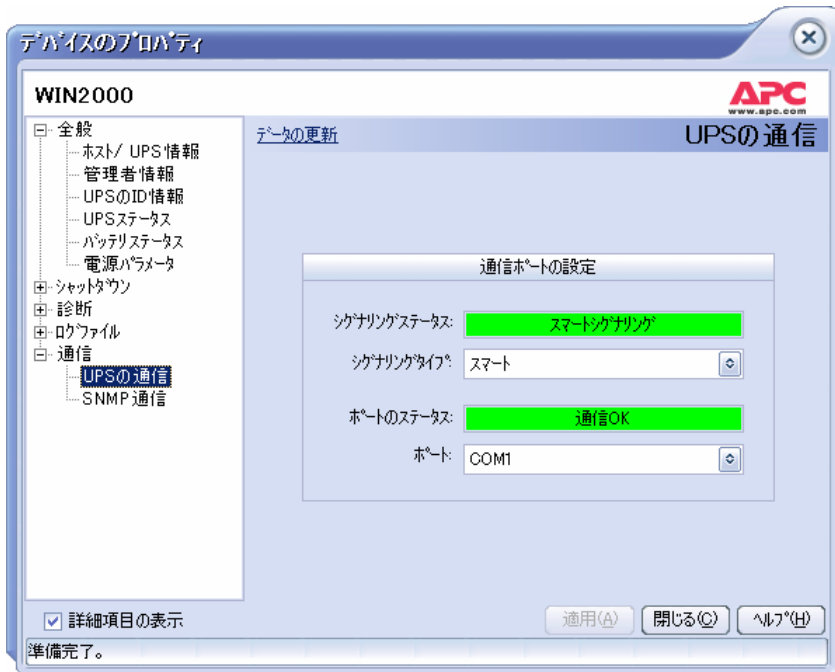 ﾃﾞﾊﾞｲｽのﾌﾟﾛﾊﾟﾃｨ
WIN2000
APC
www.apc.com
全般
ﾎｽﾄ/ UPS情報
管理者情報
UPSのID情報
UPSｽﾃｰﾀｽ
ﾊﾞｯﾃﾘｽﾃｰﾀｽ
電源ﾊﾟﾗﾒｰﾀ
ｼｬｯﾄﾀﾞｳﾝ
診断
ﾛｸﾞﾌｧｲﾙ
通信
UPSの通信
SNMP通信
ﾃﾞｰﾀの更新
UPSの通信
通信ﾎﾟｰﾄの設定
ｼｸﾞﾅﾘﾝｸﾞｽﾃｰﾀｽ:
ｽﾏｰﾄｼｸﾞﾅﾘﾝｸﾞ
ｼｸﾞﾅﾘﾝｸﾞﾀｲﾌﾟ:
ｽﾏｰﾄ
ﾎﾟｰﾄのｽﾃｰﾀｽ:
通信OK
ﾎﾟｰﾄ:
COM1
詳細項目の表示
適用(A)
閉じる(C)
ﾍﾙﾌﾟ(H)
準備完了。